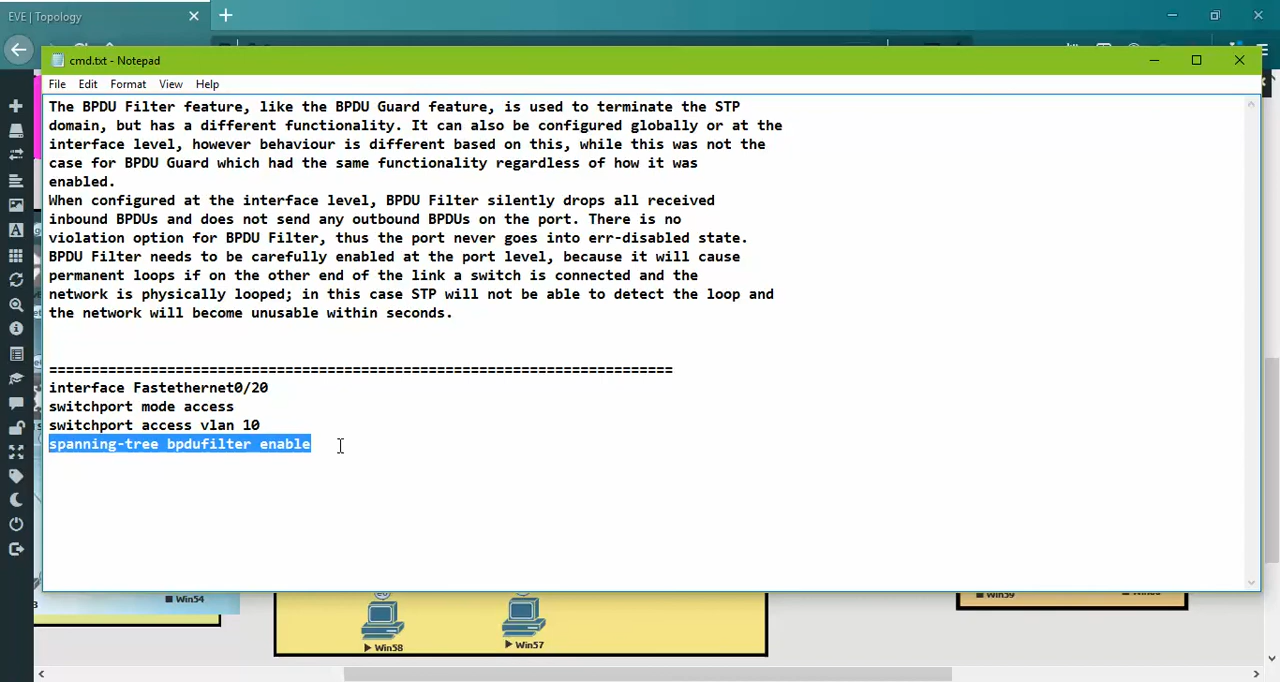 EVE | Topology
cmd.txt - Notepad
File Edit Format View Help
The BPDU Filter feature, like the BPDU Guard feature, is used to terminate the STP
domain, but has a different functionality. It can also be configured globally or at the
interface level, however behaviour is different based on this, while this was not the
case for BPDU Guard which had the same functionality regardless of how it was
enabled.
When configured at the interface level, BPDU Filter silently drops all received
inbound BPDUs and does not send any outbound BPDUs on the port. There is no
violation option for BPDU Filter, thus the port never goes into err-disabled state.
BPDU Filter needs to be carefully enabled at the port level, because it will cause
permanent loops if on the other end of the link a switch is connected and the
network is physically looped; in this case STP will not be able to detect the loop and
the network will become unusable within seconds.
==========================================================================
interface Fastethernet0/20
switchport mode access
switchport access vlan 10
spanning-tree bpdufilter enable
Win54
Win59
Win58
Win57